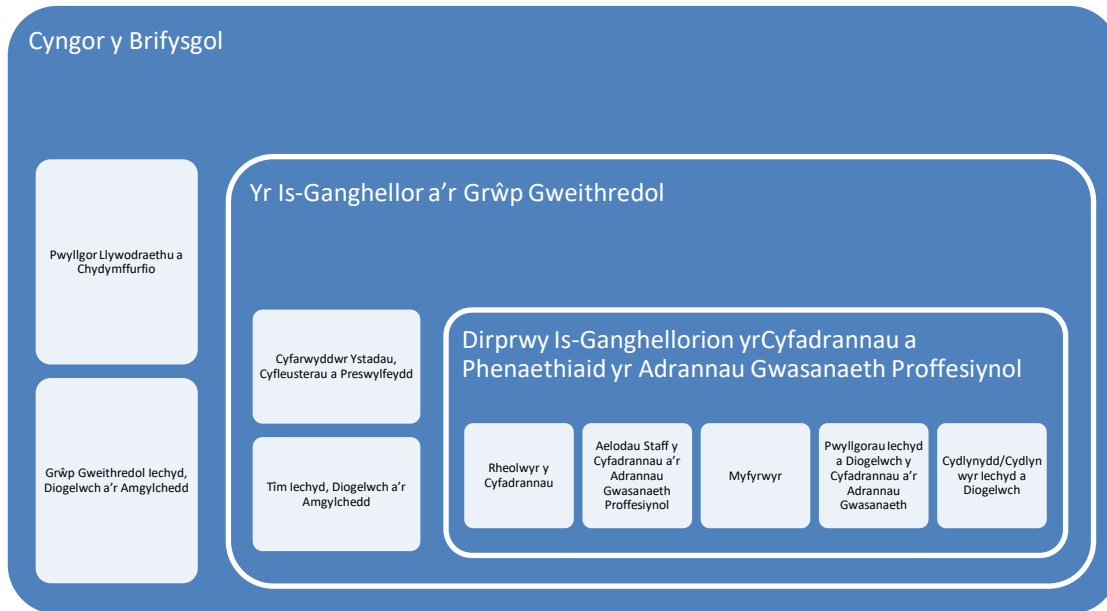 Cyngor y Brifysgol
Pwyllgor Llywodraethu a
Chydymffurfio
Grŵp Gweithredol Iechyd,
Diogelwch a'r Amgylchedd
Yr Is-Ganghellor a'r Grŵp Gweithredol
Cyfarwyddwr Ystadau,
Cyfleusterau a Preswylfeydd
Tîm Iechyd, Diogelwch a'r
Amgylchedd
Dirprwy Is-Ganghellorion yrCyfadrannau a
Phenaethiaid yr Adrannau Gwasanaeth Proffesiynol
Rheolwyr y
Cyfadrannau
Aelodau Staff y
Cyfadrannau a'r
Adrannau
Gwasanaeth
Proffesiynol
Myfyrwyr
Pwyllgorau Iechyd
a Diogelwch y
Cyfadrannau a'r
Adrannau
Gwasanaeth
Cydlynydd/Cydlyn
wyr Iechyd a
Diogelwch